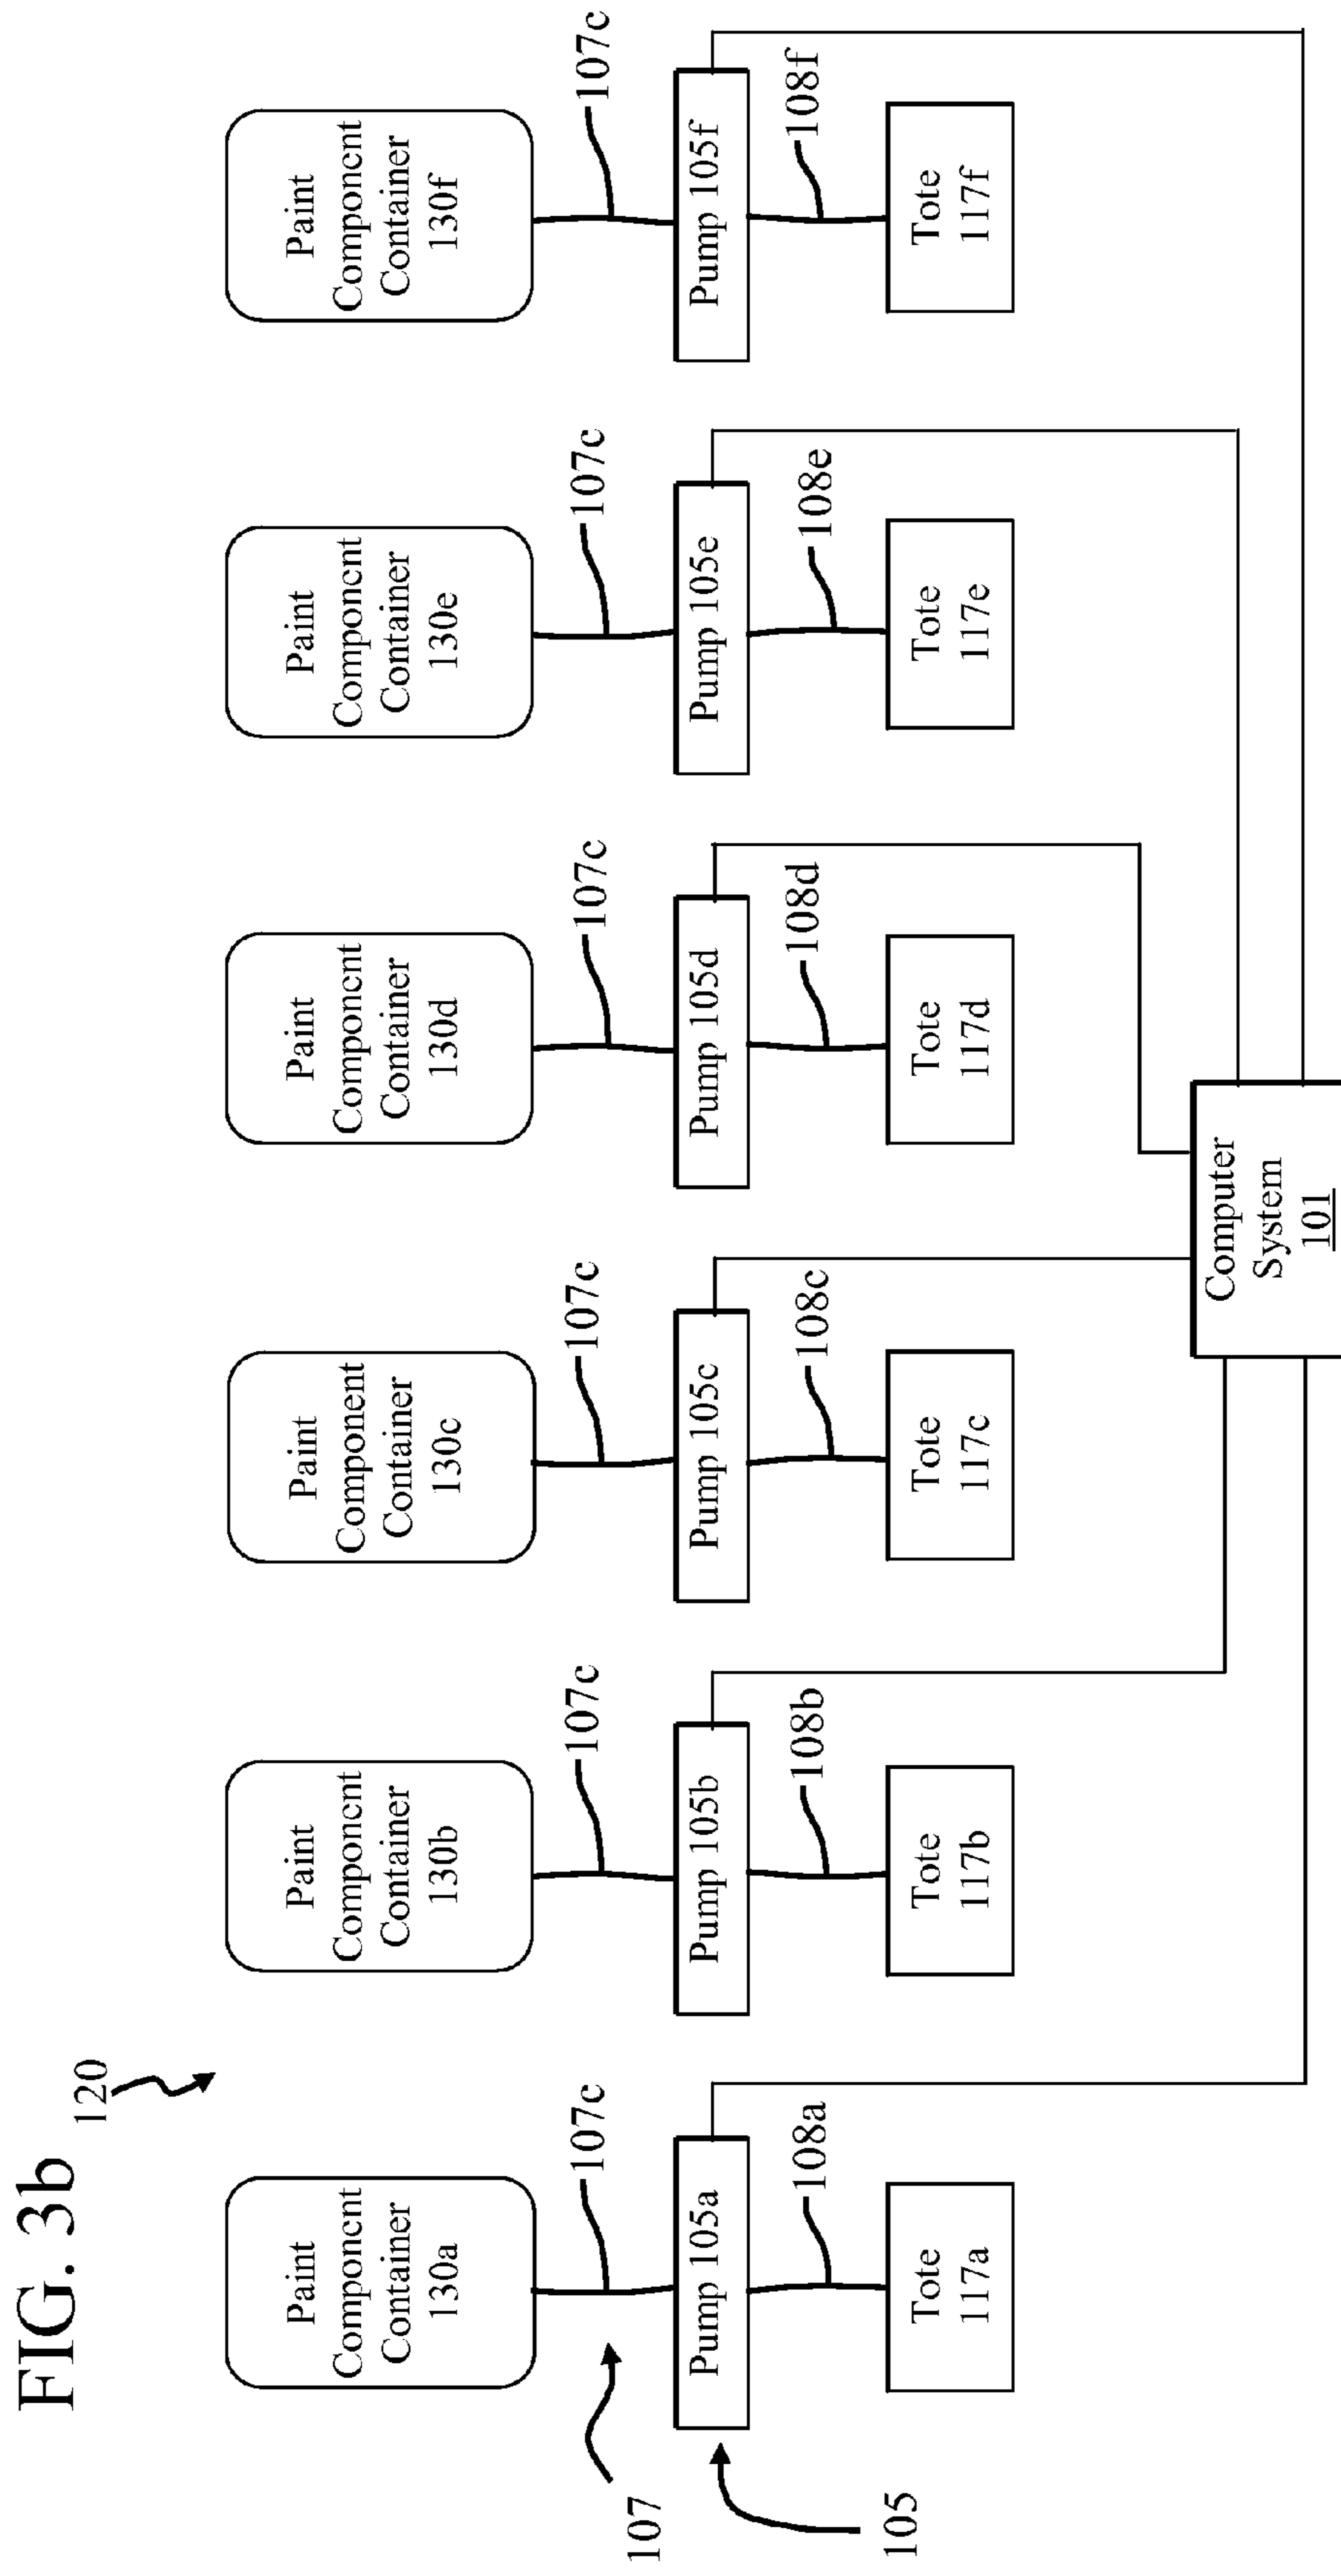 FIG. 3b
120
Paint
Component
Container
130a
Paint
Component
Container
130b
Paint
Component
Container
130c
Paint
Component
Container
130d
Paint
Component
Container
130e
Paint
Component
Container
130f
107
107c
107c
107c
107c
107c
107c
105
Pump 105a
Pump 105b
Pump 105c
Pump 105d
Pump 105e
Pump 105f
108a
108b
108c
108d
108e
108f
Tote
117a
Tote
117b
Tote
117c
Tote
117d
Tote
117e
Tote
117f
Computer
System
101